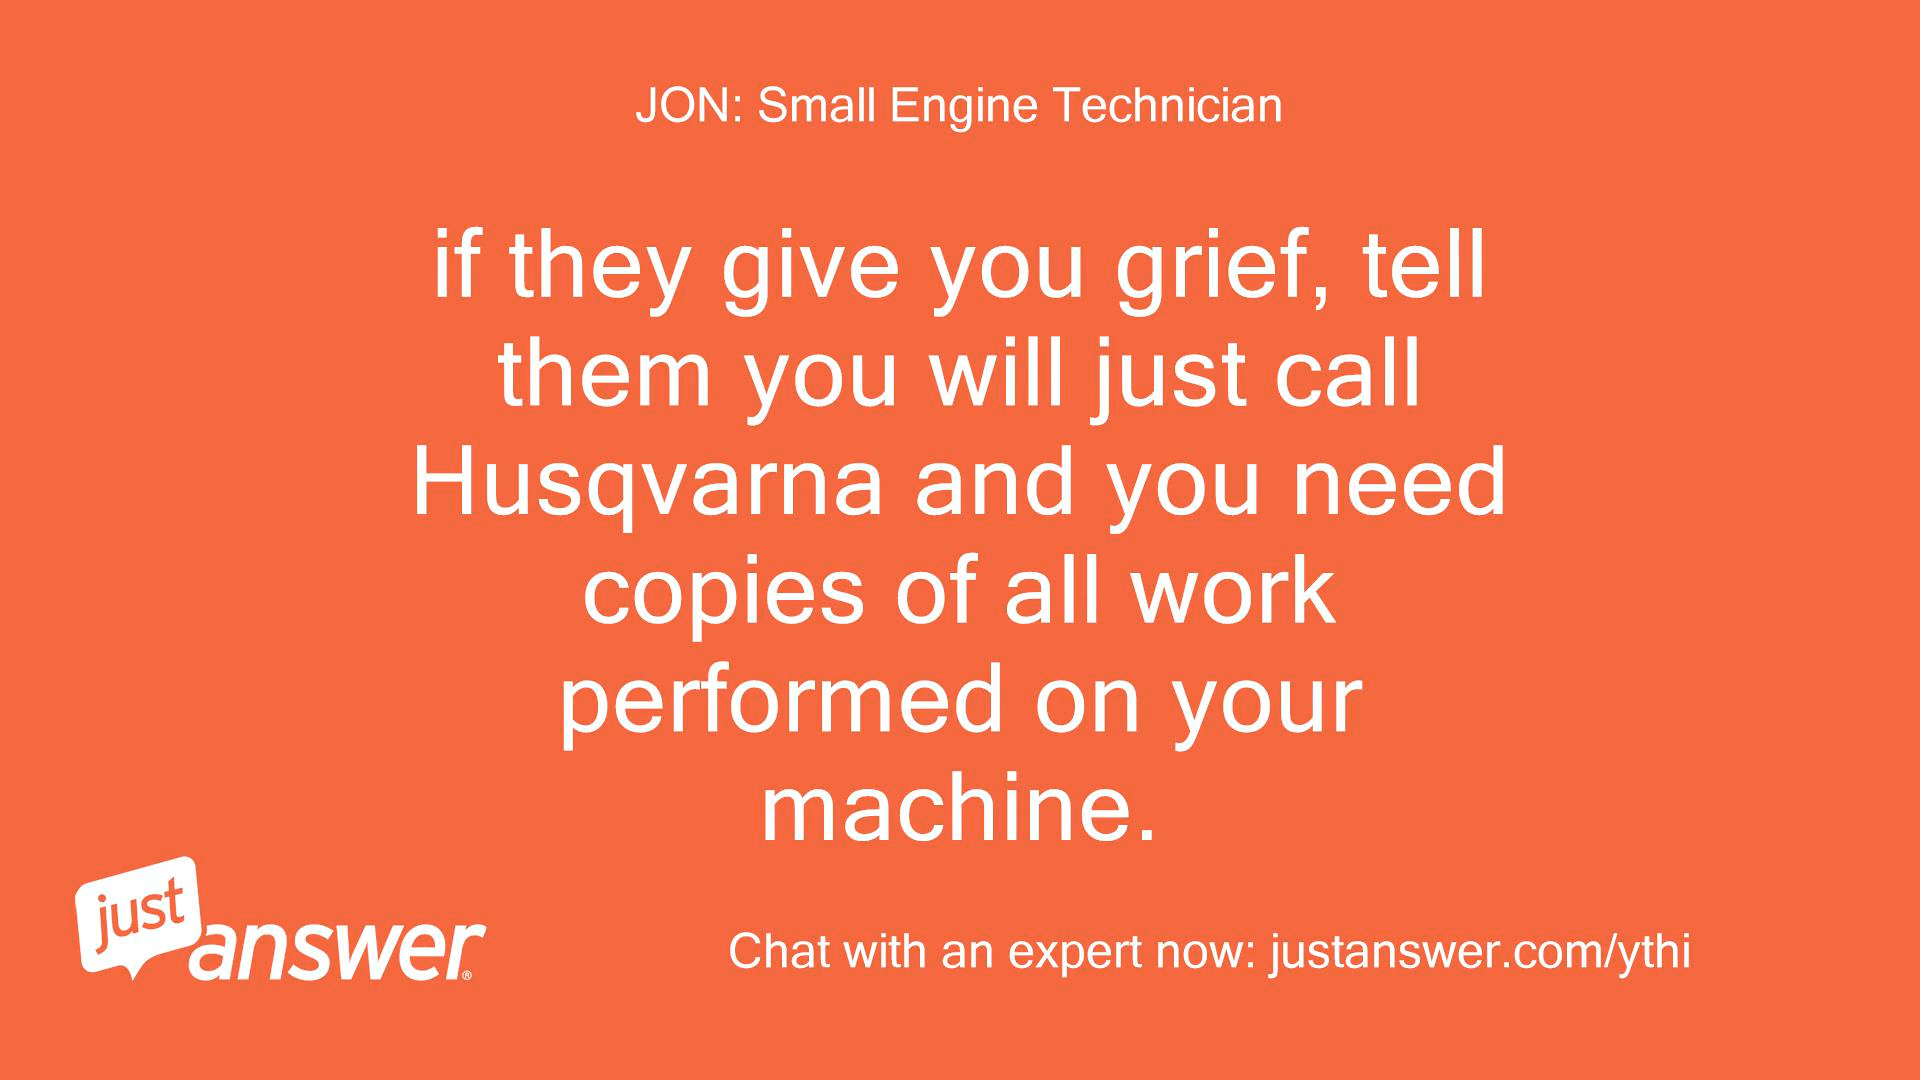 JON: Small Engine Technician
if they give you grief, tell
them you will just call
Husqvarna and you need
copies of all work
performed on your
machine.
just
answer®
Chat with an expert now: justanswer.com/ythi